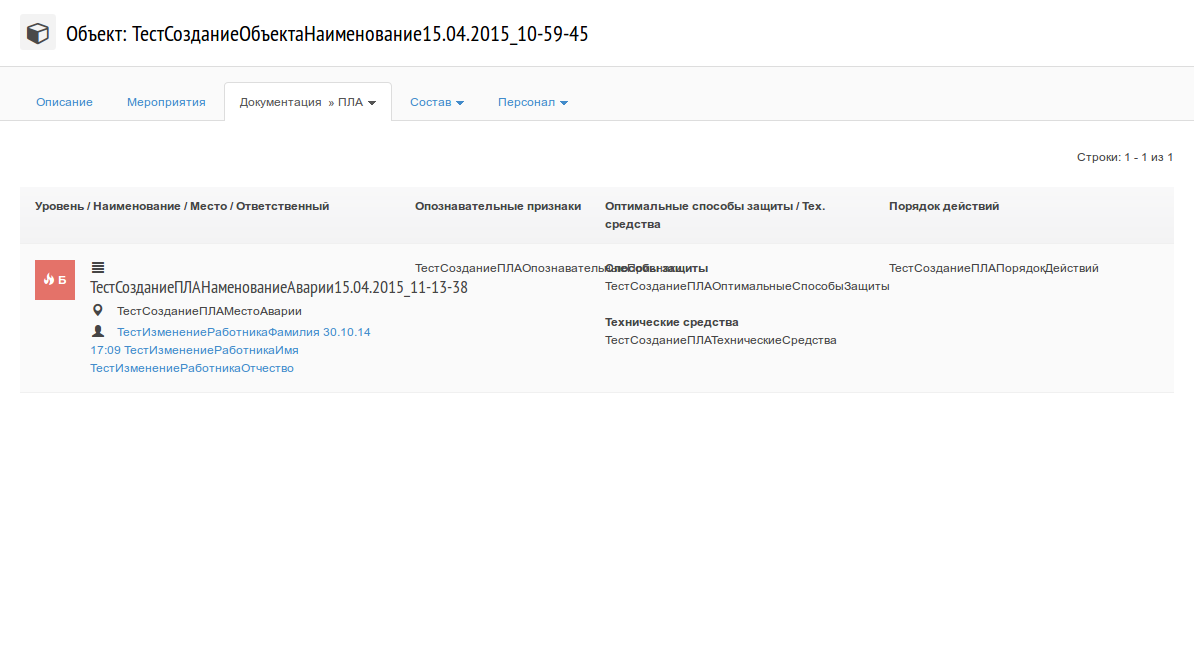 Объект: ТестСозданиеОбъектаНаименование15.04.2015_10-59-45
Описание Мероприятия Документация » ПЛА Состав Персонал
Строки: 1 - 1 из 1
Уровень / Наименование / Место / Ответственный Опознавательные признаки Оптимальные способы защиты / Тех. средства Порядок действий
Б
ТестСозданиеПЛАНаменованиеАварии15.04.2015_11-13-38
ТестСозданиеПЛАМестоАварии
ТестИзменениеРаботникаФамилия 30.10.14
17:09 ТестИзменениеРаботникаИмя
ТестИзменениеРаботникаОтчество
Способы защиты
ТестСозданиеПЛАОптимальныеСпособыЗащиты
Технические средства
ТестСозданиеПЛАТехническиеСредства
ТестСозданиеПЛАПорядокДействий